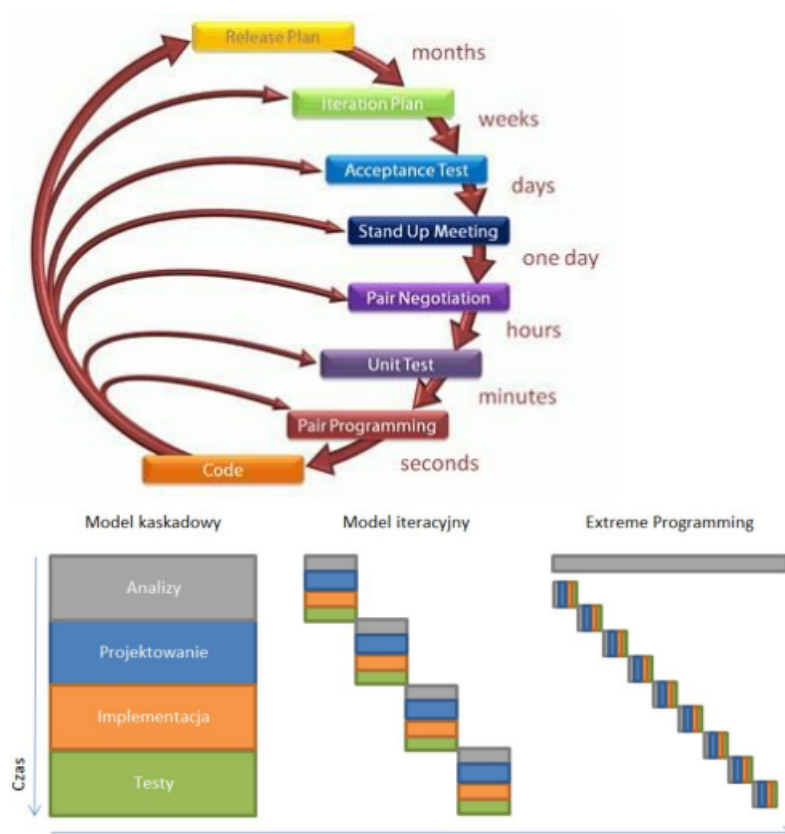 Release Plan
months
Iteration Plan
weeks
Acceptance Test
days
Stand Up Meeting
one day
Pair Negotiation
hours
Unit Test
minutes
Pair Programming
seconds
Code
Model kaskadowy
Model iteracyjny
Extreme Programming
Analizy
Projektowanie
Implementacja
Testy
Czas